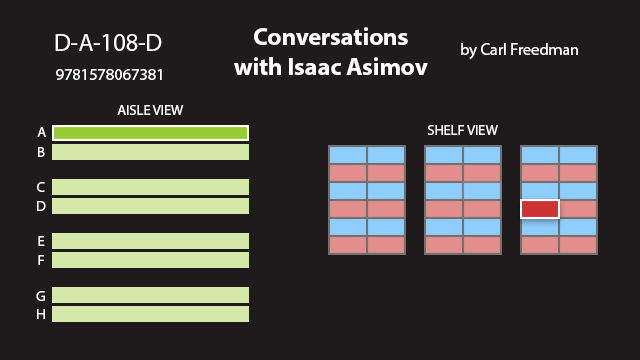 D-A-108-D
9781578067381
Conversations
with Isaac Asimov
by Carl Freedman
AISLE VIEW
A
B
C
D
E
F
G
H
SHELF VIEW